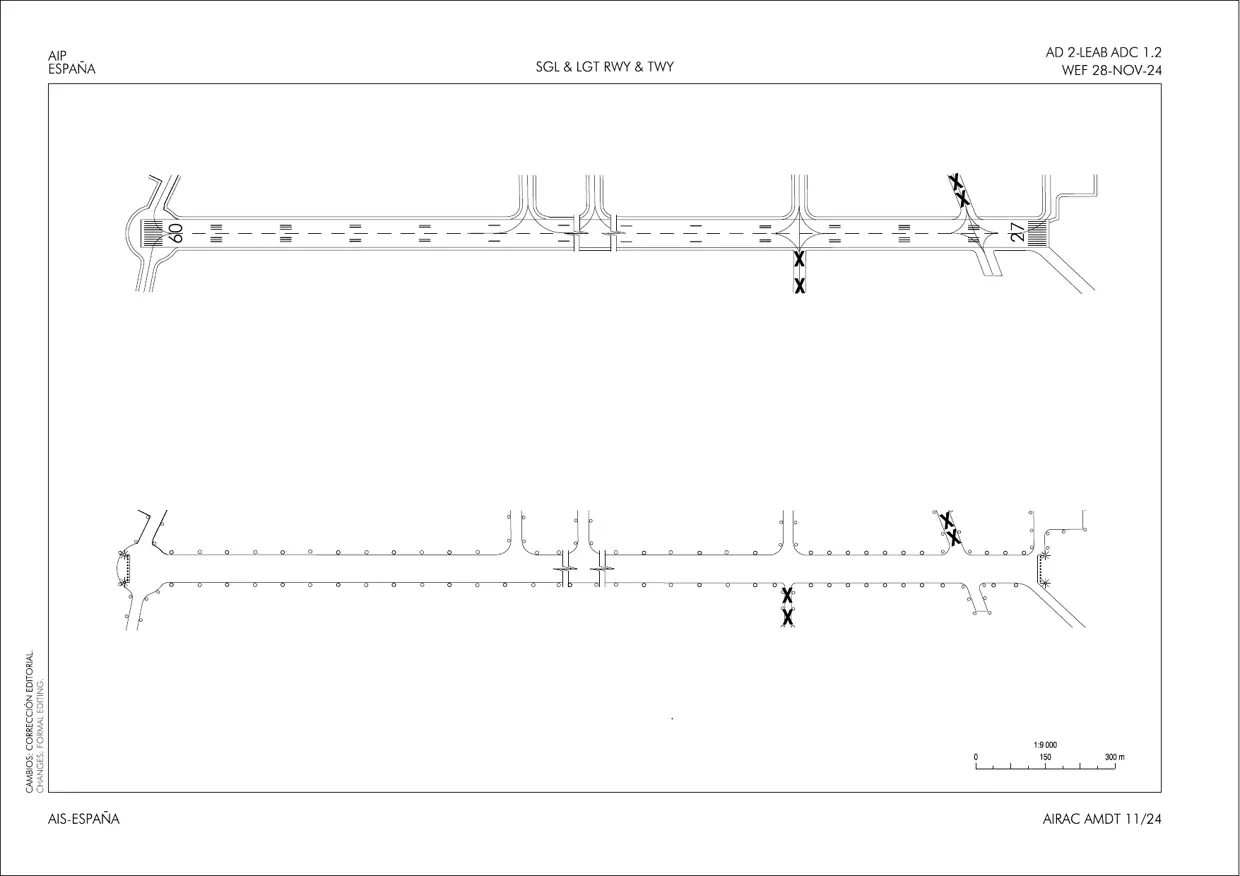 AIP
ESPAÑA
SGL & LGT RWY & TWY
AD 2-LEAB ADC 1.2
WEF 28-NOV-24
09
27
X
X
X
X
X
X
X
X
CAMBIOS: CORRECCIÓN EDITORIAL.
CHANGES: FORMAL EDITING.
1:9 000
0 150 300 m
AIS-ESPAÑA
AIRAC AMDT 11/24